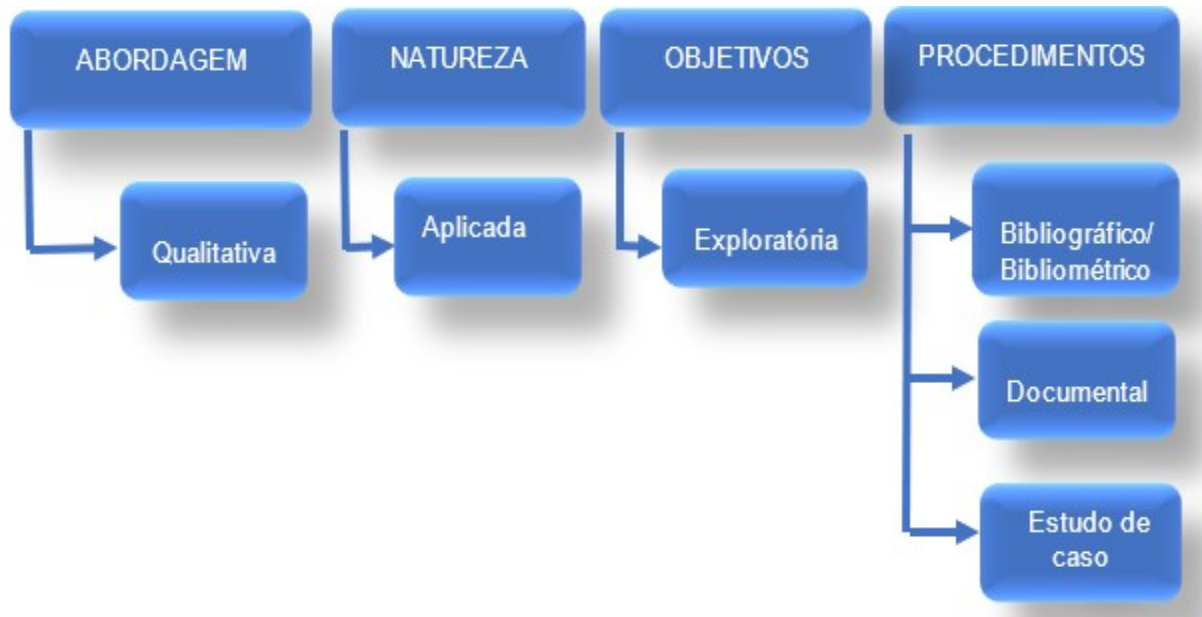 ABORDAGEM
NATUREZA
OBJETIVOS
PROCEDIMENTOS
Qualitativa
Aplicada
Exploratória
Bibliográfico/
Bibliométrico
Documental
Estudo de
caso